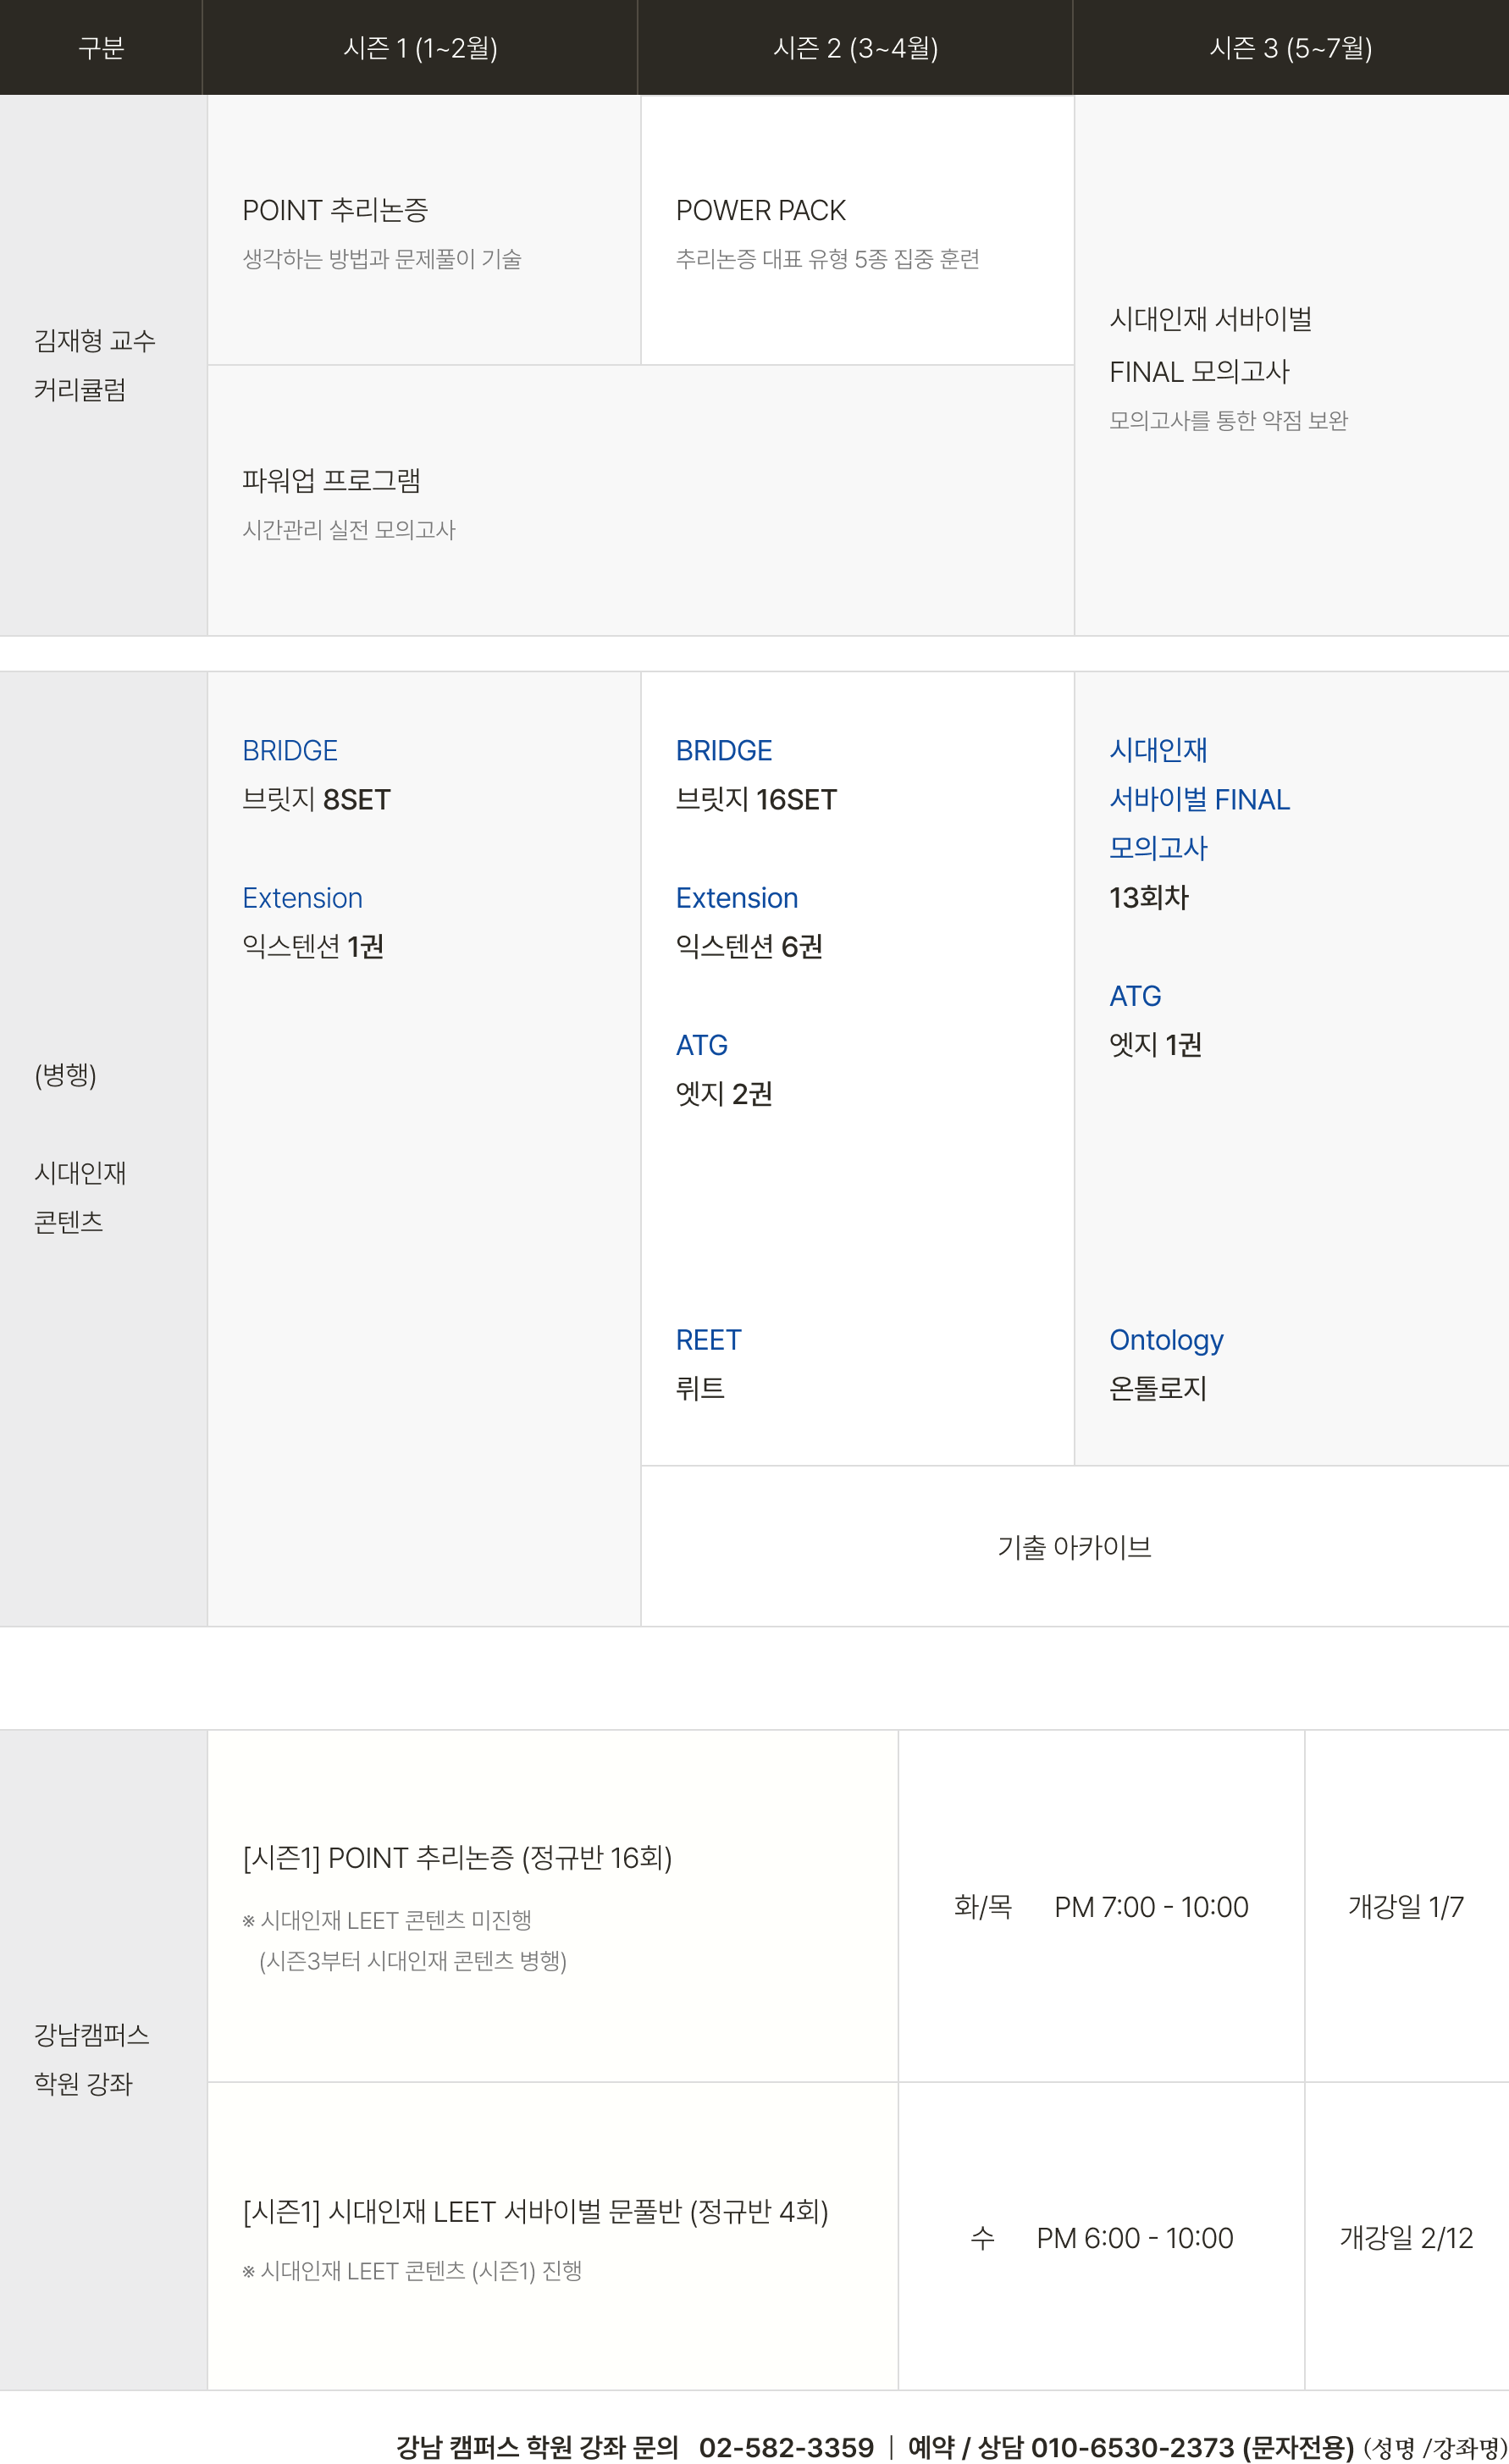 구분
시즌 1 (1~2월)
시즌 2 (3~4월)
시즌 3 (5~7월)
김재형 교수
커리큘럼
POINT 추리논증
생각하는 방법과 문제풀이 기술
POWER PACK
추리논증 대표 유형 5종 집중 훈련
시대인재 서바이벌
FINAL 모의고사
모의고사를 통한 약점 보완
파워업 프로그램
시간관리 실전 모의고사
(병행)
시대인재
콘텐츠
BRIDGE
브릿지 8SET
Extension
익스텐션 1권
BRIDGE
브릿지 16SET
Extension
익스텐션 6권
ATG
엣지 2권
REET
뤼트
시대인재
서바이벌 FINAL
모의고사
13회차
ATG
엣지 1권
Ontology
온톨로지
기출 아카이브
강남캠퍼스
학원 강좌
[시즌1] POINT 추리논증 (정규반 16회)
※ 시대인재 LEET 콘텐츠 미진행
(시즌3부터 시대인재 콘텐츠 병행)
화/목 PM 7:00 - 10:00
개강일 1/7
[시즌1] 시대인재 LEET 서바이벌 문풀반 (정규반 4회)
※ 시대인재 LEET 콘텐츠 (시즌1) 진행
수 PM 6:00 - 10:00
개강일 2/12
강남 캠퍼스 학원 강좌 문의 02-582-3359 | 예약 / 상담 010-6530-2373 (문자전용) (성명 /강좌명)